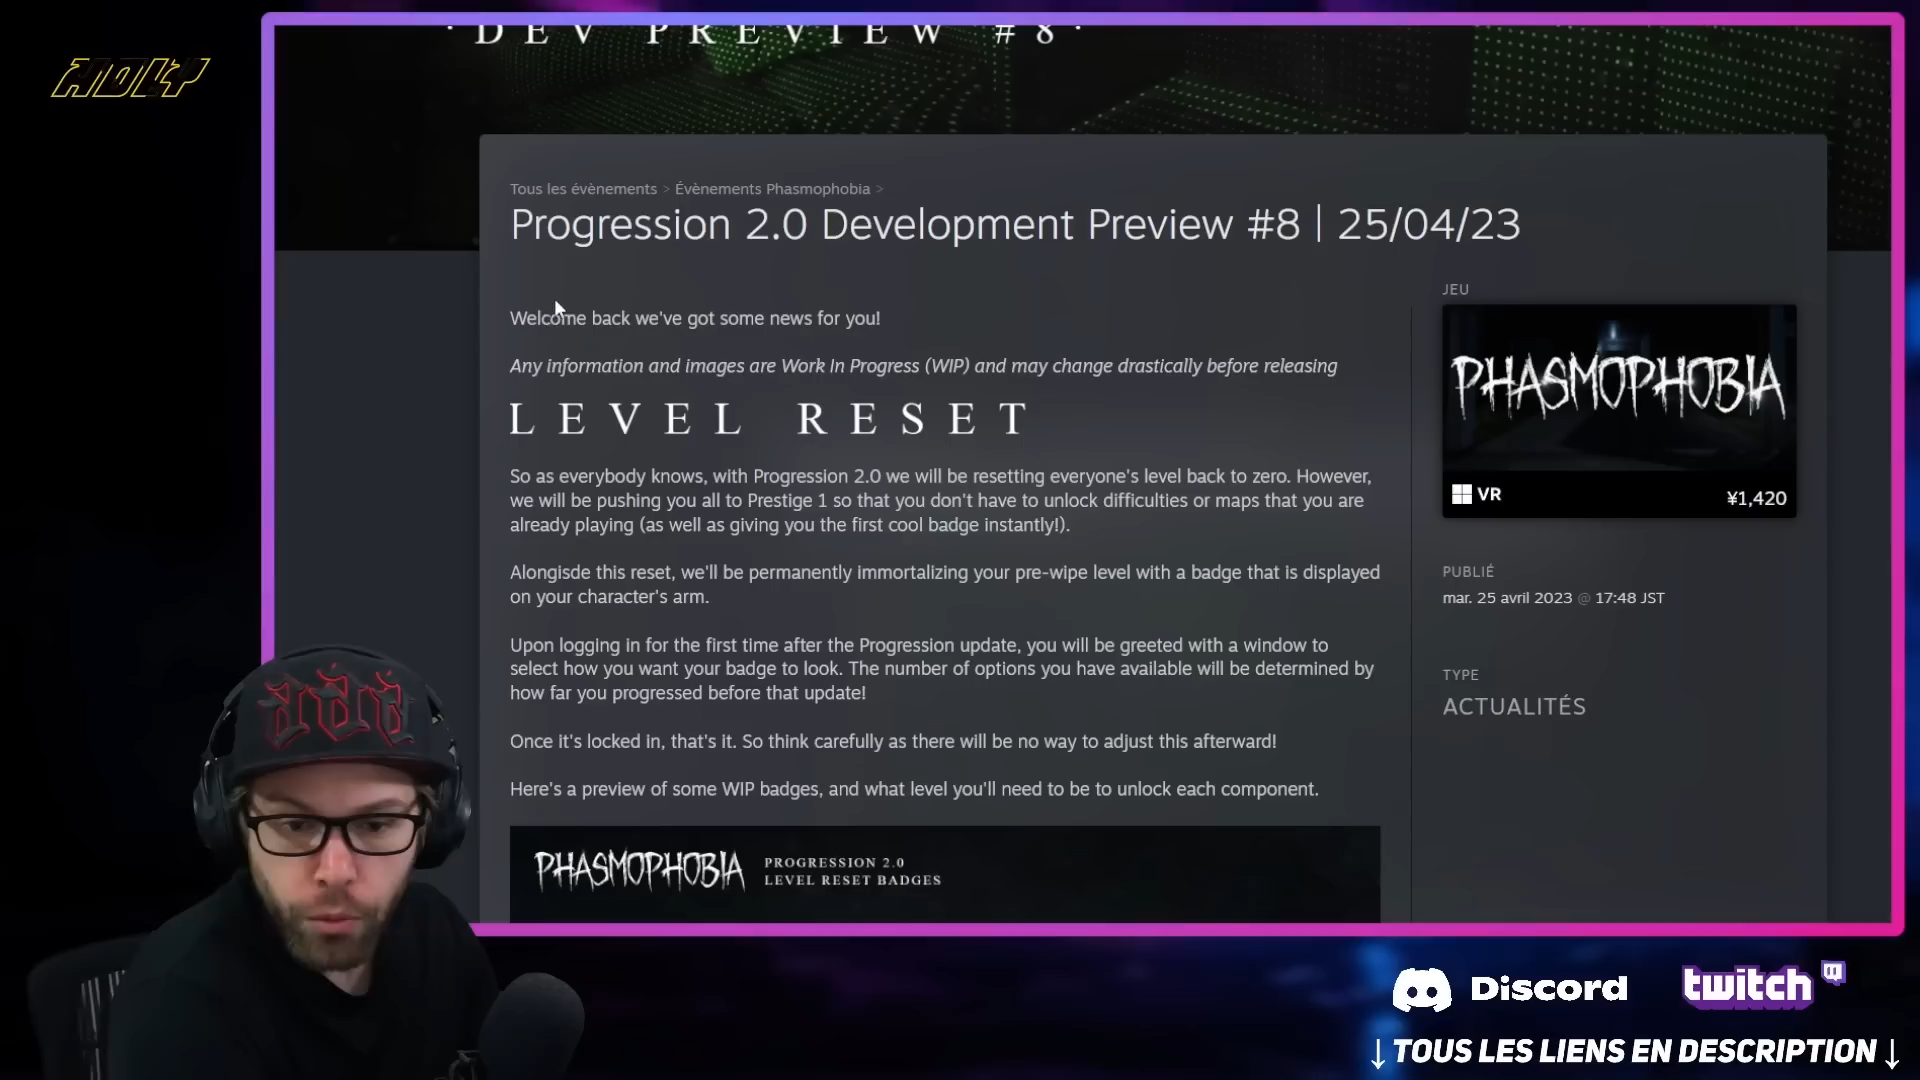 · DEV PREVIEW #8 ·
HOLY
Tous les évènements > Évènements Phasmophobia >
Progression 2.0 Development Preview #8 | 25/04/23
Welcome back we've got some news for you!
Any information and images are Work In Progress (WIP) and may change drastically before releasing
LEVEL RESET
So as everybody knows, with Progression 2.0 we will be resetting everyone's level back to zero. However,
we will be pushing you all to Prestige 1 so that you don't have to unlock difficulties or maps that you are
already playing (as well as giving you the first cool badge instantly!).
Alongisde this reset, we'll be permanently immortalizing your pre-wipe level with a badge that is displayed
on your character's arm.
Upon logging in for the first time after the Progression update, you will be greeted with a window to
select how you want your badge to look. The number of options you have available will be determined by
how far you progressed before that update!
Once it's locked in, that's it. So think carefully as there will be no way to adjust this afterward!
Here's a preview of some WIP badges, and what level you'll need to be to unlock each component.
PHASMOPHOBIA
PROGRESSION 2.0
LEVEL RESET BADGES
JEU
PHASMOPHOBIA
VR
¥1,420
PUBLIÉ
mar. 25 avril 2023 @ 17:48 JST
TYPE
ACTUALITÉS
Discord
twitch
↓ TOUS LES LIENS EN DESCRIPTION ↓